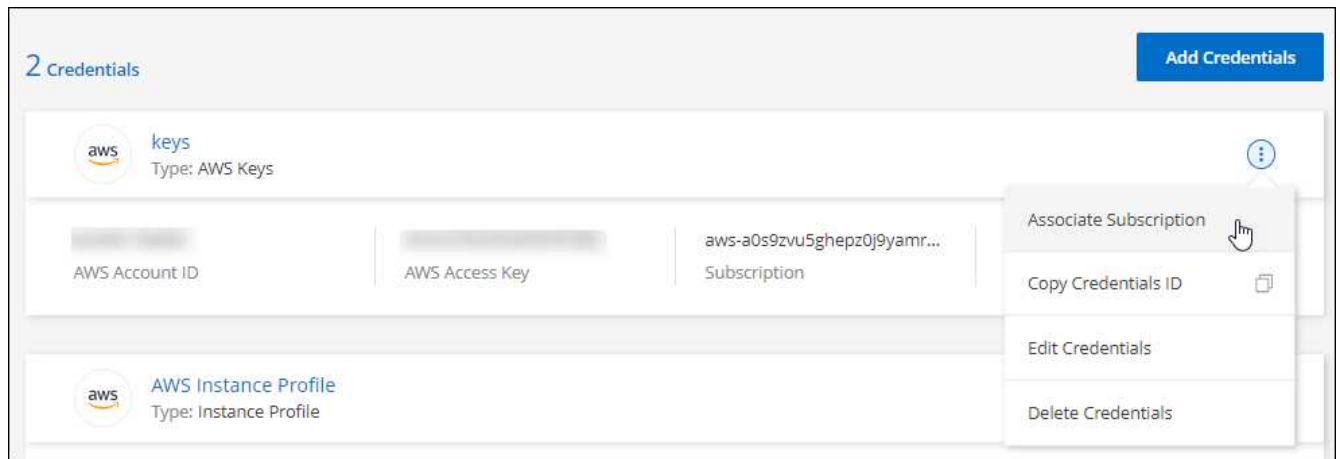 2 Credentials
Add Credentials
aws
keys
Type: AWS Keys
AWS Account ID
AWS Access Key
aws-a0s9zvu5ghepz0j9yamr...
Subscription
Associate Subscription
Copy Credentials ID
Edit Credentials
Delete Credentials
aws
AWS Instance Profile
Type: Instance Profile